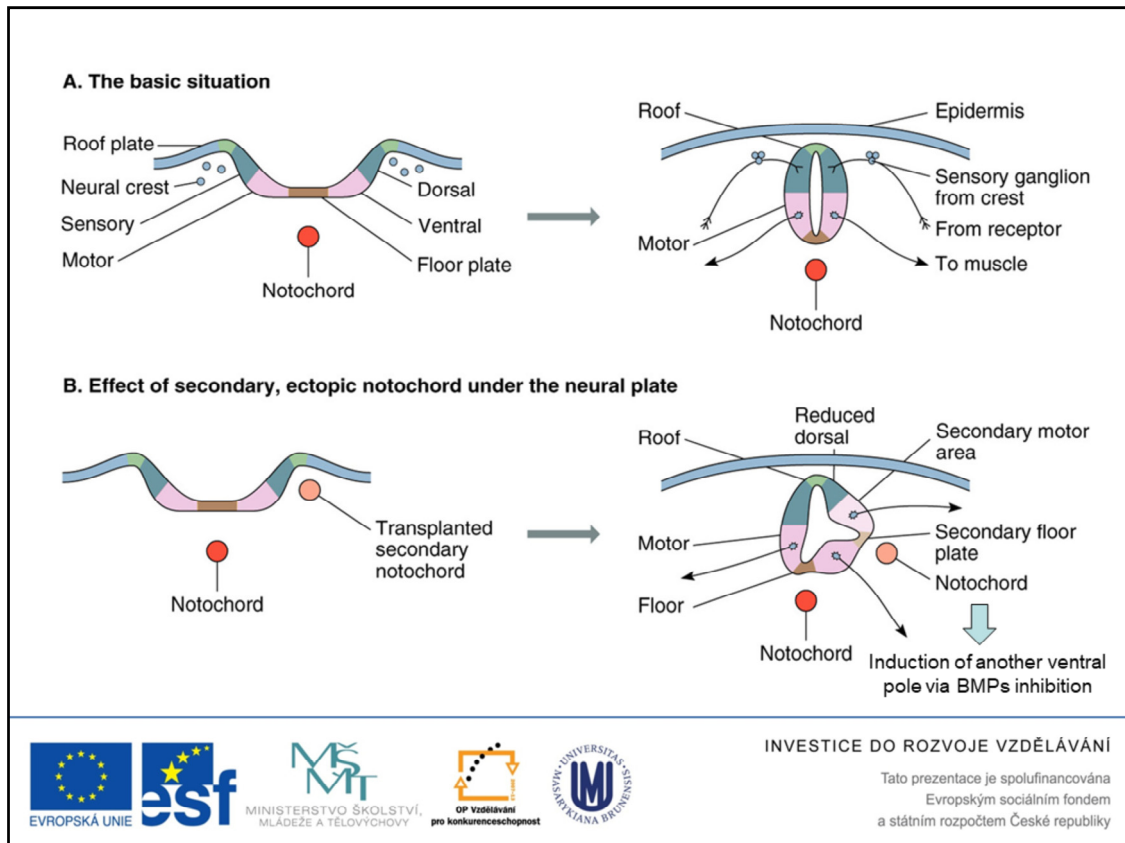 A. The basic situation
Roof plate
Neural crest
Sensory
Motor
Dorsal
Ventral
Floor plate
Notochord
Roof
Epidermis
Sensory ganglion
from crest
From receptor
To muscle
Motor
Notochord
B. Effect of secondary, ectopic notochord under the neural plate
Transplanted
secondary
notochord
Notochord
Roof
Reduced
dorsal
Secondary motor
area
Motor
Secondary floor
plate
Notochord
Floor
Notochord
Induction of another ventral
pole via BMPs inhibition
EVROPSKÁ UNIE
esf
MŠMT
MINISTERSTVO ŠKOLSTVÍ,
MLÁDEŽE A TĚLOVÝCHOVY
2007-13
OP Vzdělávání
pro konkurenceschopnost
UNIVERSITAS MASARYKIANA BRUNENSIS
INVESTICE DO ROZVOJE VZDĚLÁVÁNÍ
Tato prezentace je spolufinancována
Evropským sociálním fondem
a státním rozpočtem České republiky